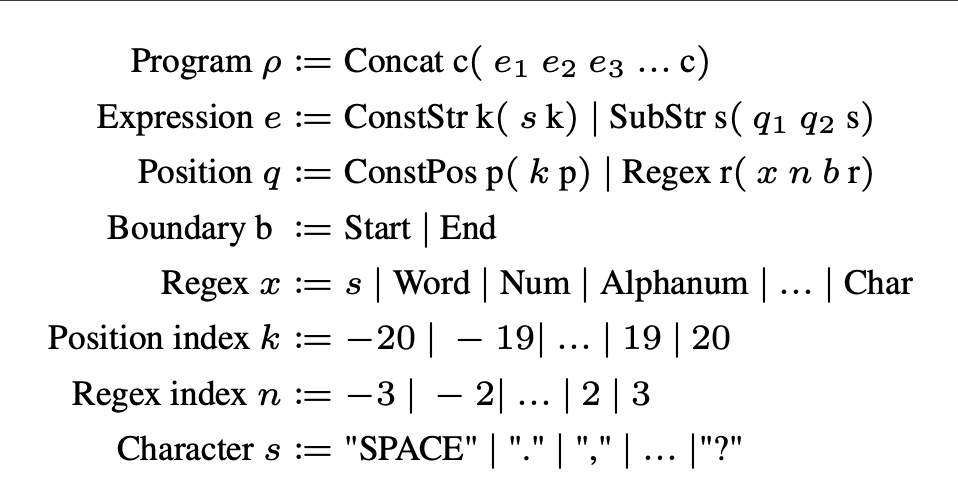 Program ρ := Concat c( e₁ e₂ e₃ … c)
Expression e := ConstStr k( s k) | SubStr s( q₁ q₂ s)
Position q := ConstPos p( k p) | Regex r( x n b r)
Boundary b := Start | End
Regex x := s | Word | Num | Alphanum | … | Char
Position index k := −20 | − 19| … | 19 | 20
Regex index n := −3 | − 2| … | 2 | 3
Character s := "SPACE" | "." | "," | … |"?"